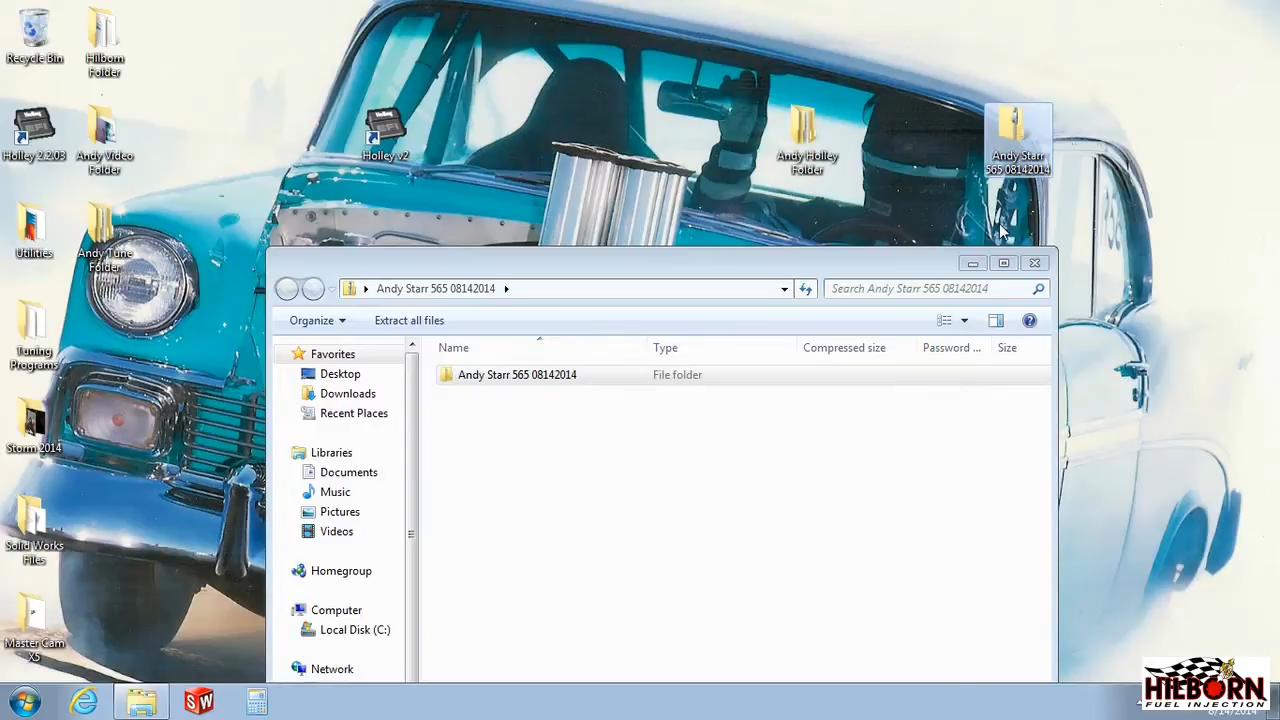 Recycle Bin
Hilborn
Folder
Holley 2.2.03
Andy Video
Folder
Utilities
Andy Tune
Folder
Tuning
Programs
Storm 2014
Solid Works
Files
Master Cam
X5
Holley v2
Andy Holley
Folder
Andy Starr
565 08142014
Andy Starr 565 08142014
Search Andy Starr 565 08142014
Organize
Extract all files
Name
Type
Compressed size
Password ...
Size
Andy Starr 565 08142014
File folder
Favorites
Desktop
Downloads
Recent Places
Libraries
Documents
Music
Pictures
Videos
Homegroup
Computer
Local Disk (C:)
Network
SW
HILBORN
FUEL INJECTION
8/14/2014